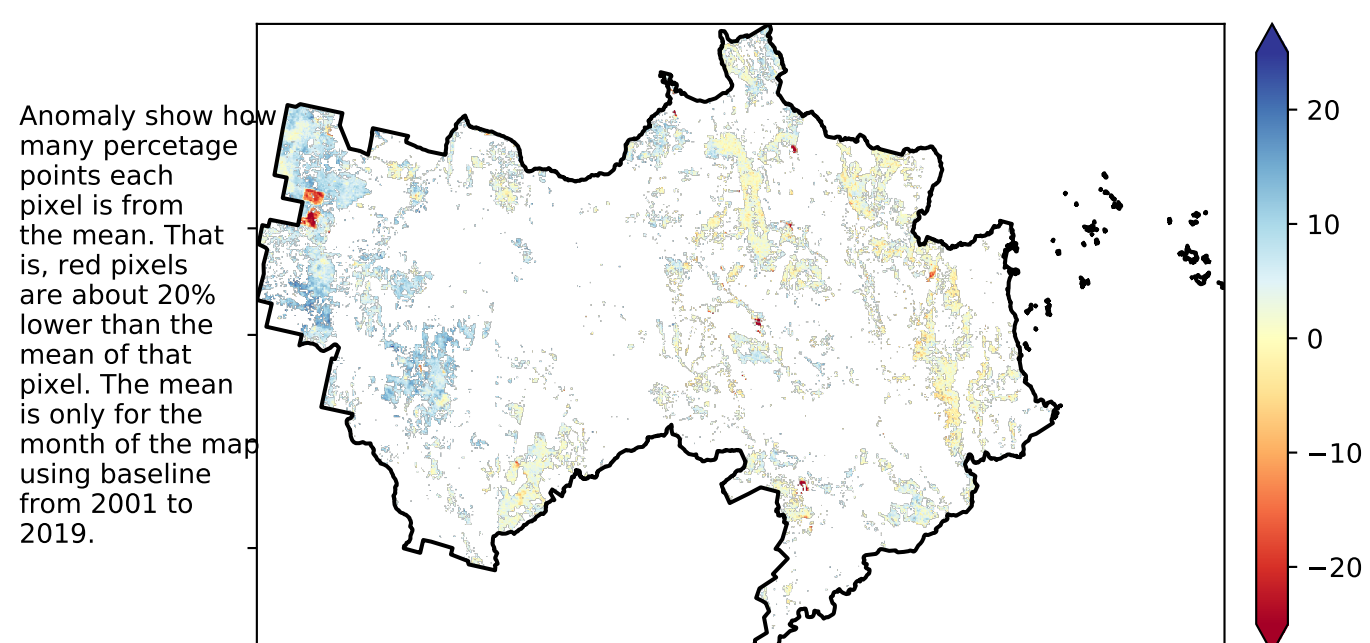 Anomaly show how
many percetage
points each
pixel is from
the mean. That
is, red pixels
are about 20%
lower than the
mean of that
pixel. The mean
is only for the
month of the map
using baseline
from 2001 to
2019.
20
10
0
−10
−20